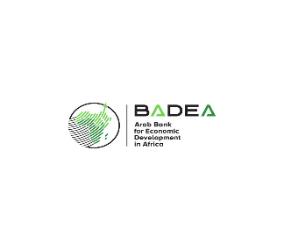 BADEA
Arab Bank
for Economic
Development
in Africa